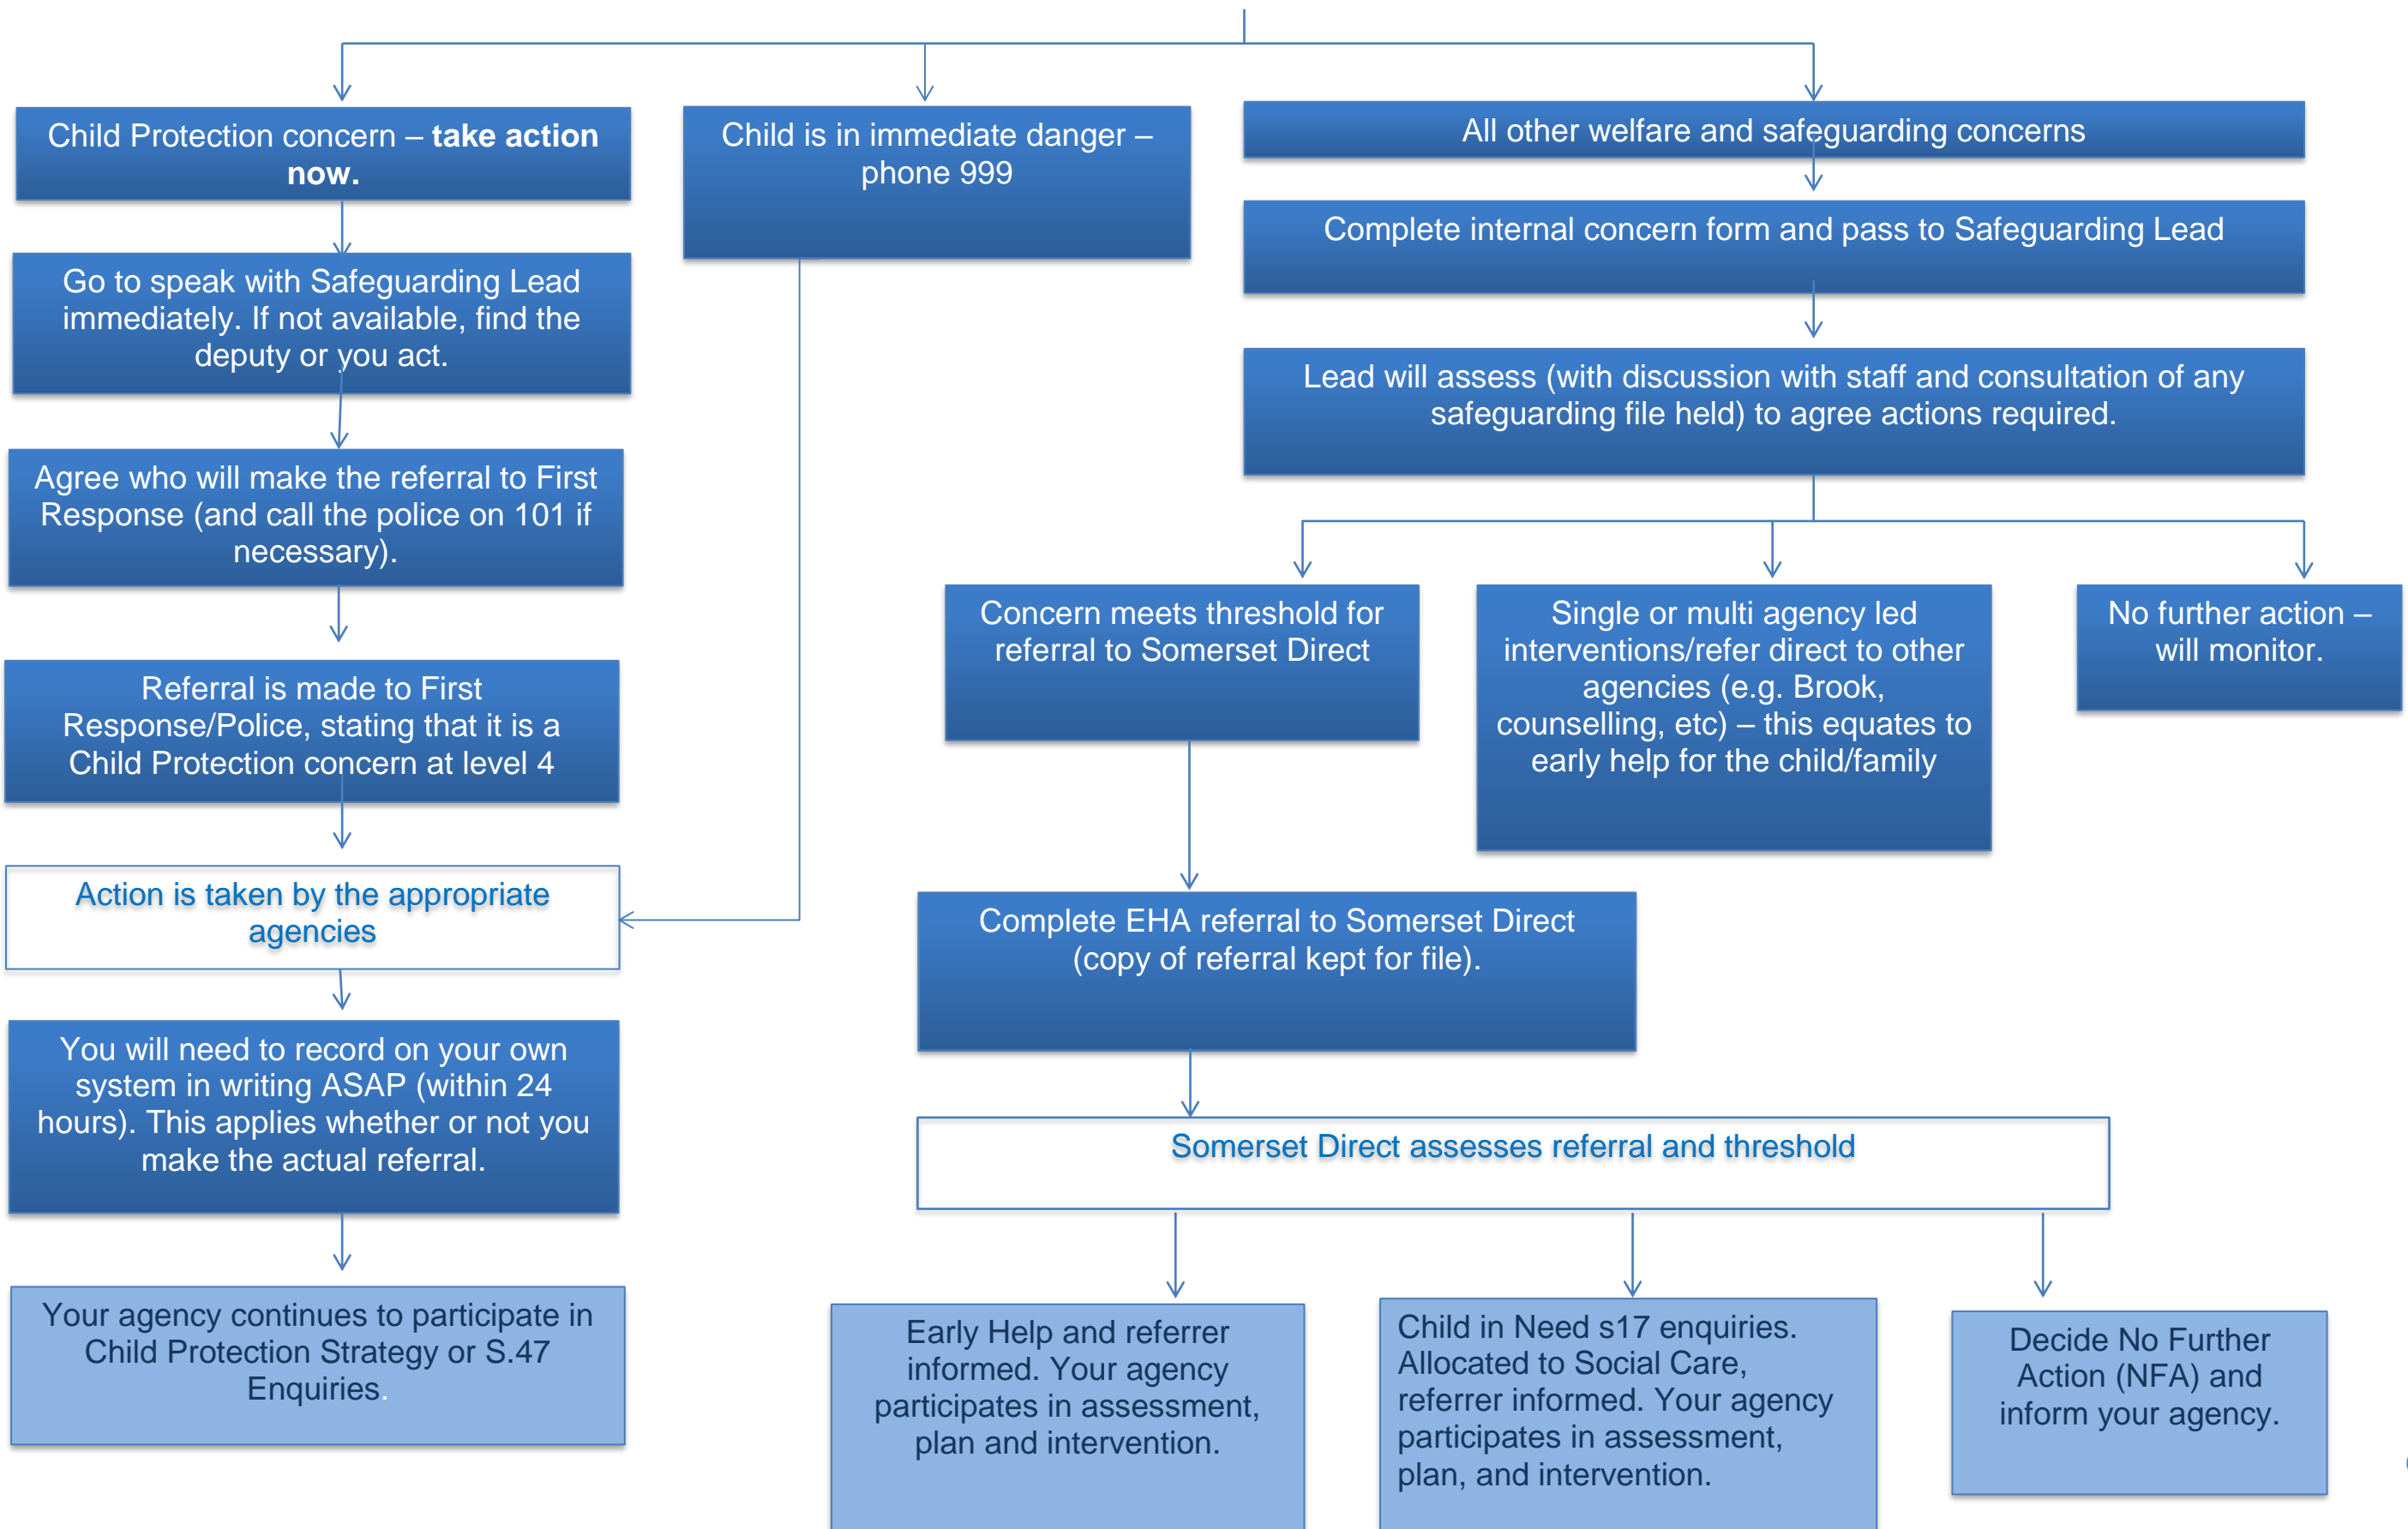 Child Protection concern – take action
now.
Child is in immediate danger –
phone 999
All other welfare and safeguarding concerns
Complete internal concern form and pass to Safeguarding Lead
Go to speak with Safeguarding Lead
immediately. If not available, find the
deputy or you act.
Lead will assess (with discussion with staff and consultation of any
safeguarding file held) to agree actions required.
Agree who will make the referral to First
Response (and call the police on 101 if
necessary).
Concern meets threshold for
referral to Somerset Direct
Single or multi agency led
interventions/refer direct to other
agencies (e.g. Brook,
counselling, etc) – this equates to
early help for the child/family
No further action –
will monitor.
Referral is made to First
Response/Police, stating that it is a
Child Protection concern at level 4
Action is taken by the appropriate
agencies
Complete EHA referral to Somerset Direct
(copy of referral kept for file).
You will need to record on your own
system in writing ASAP (within 24
hours). This applies whether or not you
make the actual referral.
Somerset Direct assesses referral and threshold
Your agency continues to participate in
Child Protection Strategy or S.47
Enquiries.
Early Help and referrer
informed. Your agency
participates in assessment,
plan and intervention.
Child in Need s17 enquiries.
Allocated to Social Care,
referrer informed. Your agency
participates in assessment,
plan, and intervention.
Decide No Further
Action (NFA) and
inform your agency.